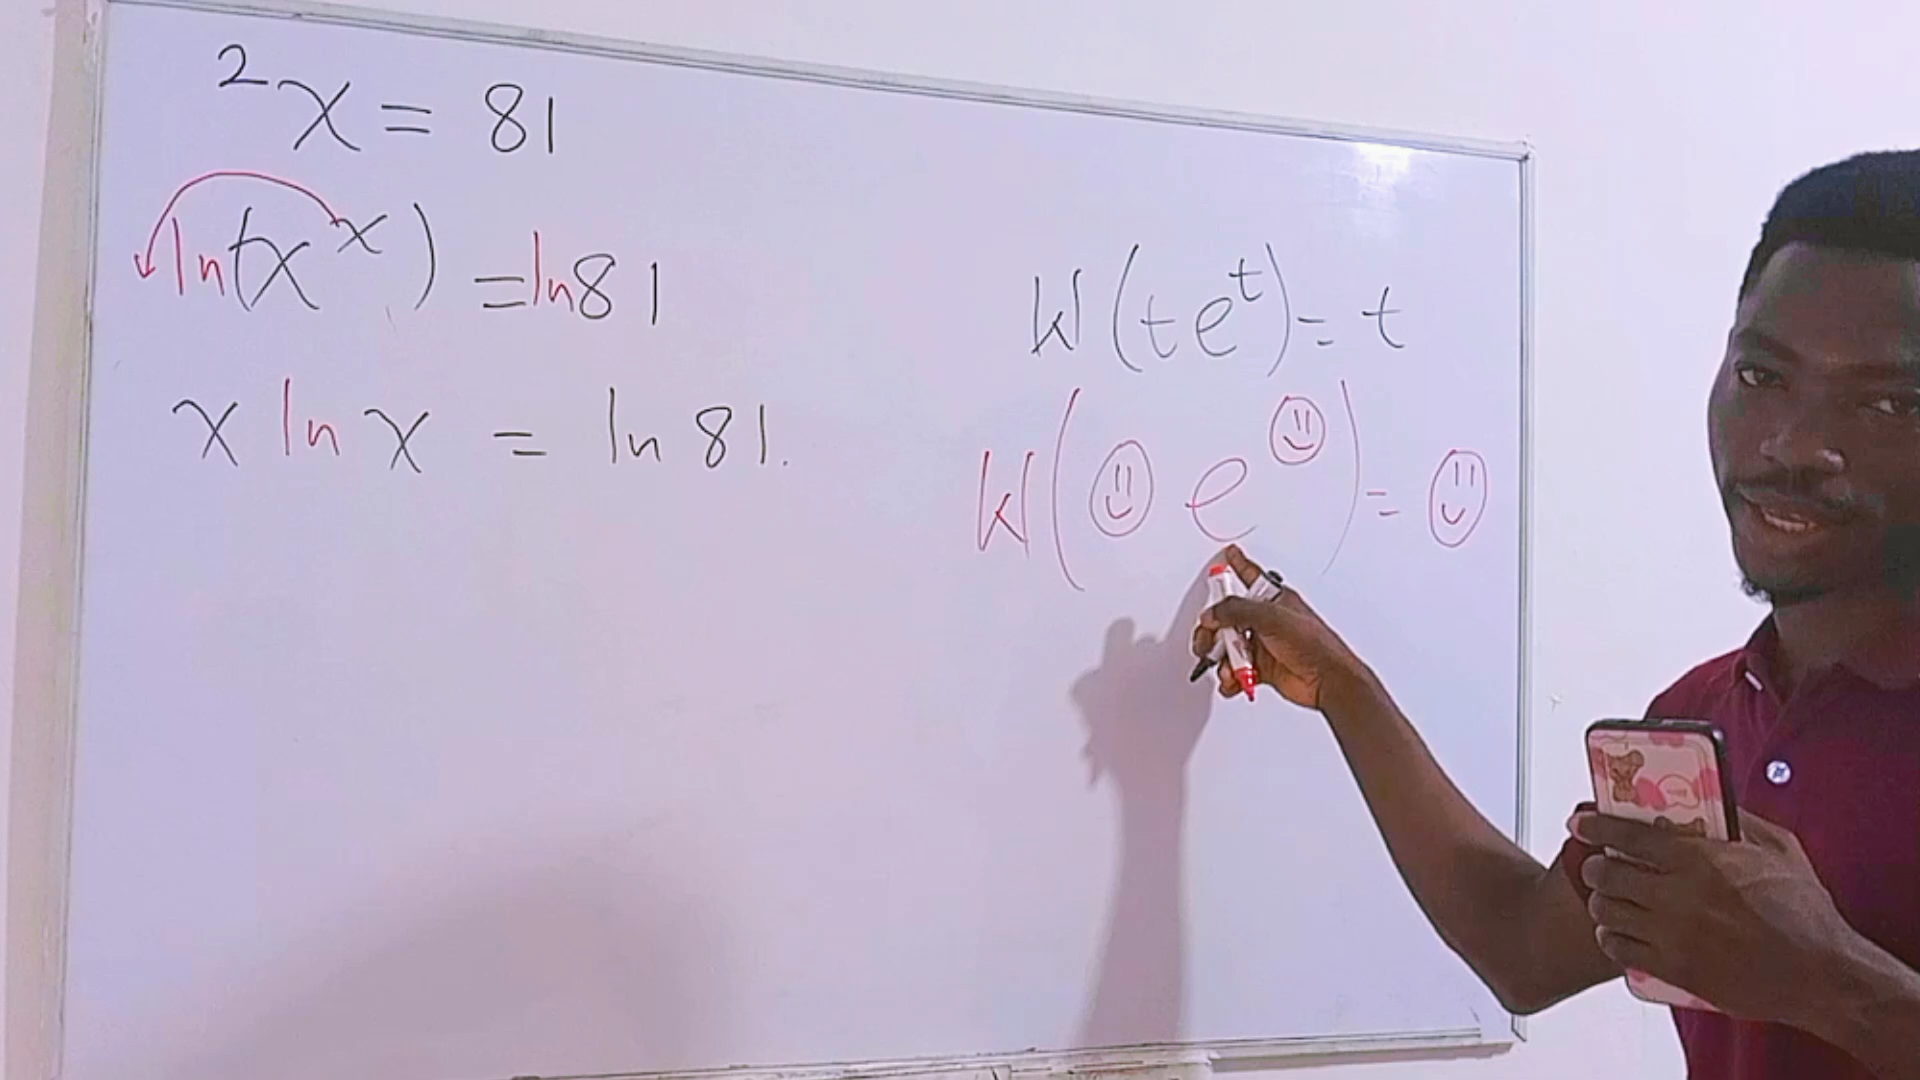 ²x = 81
ln(x^x) = ln81
x ln x = ln 81.
W(te^t) = t
W(☺ e^☺) = ☺